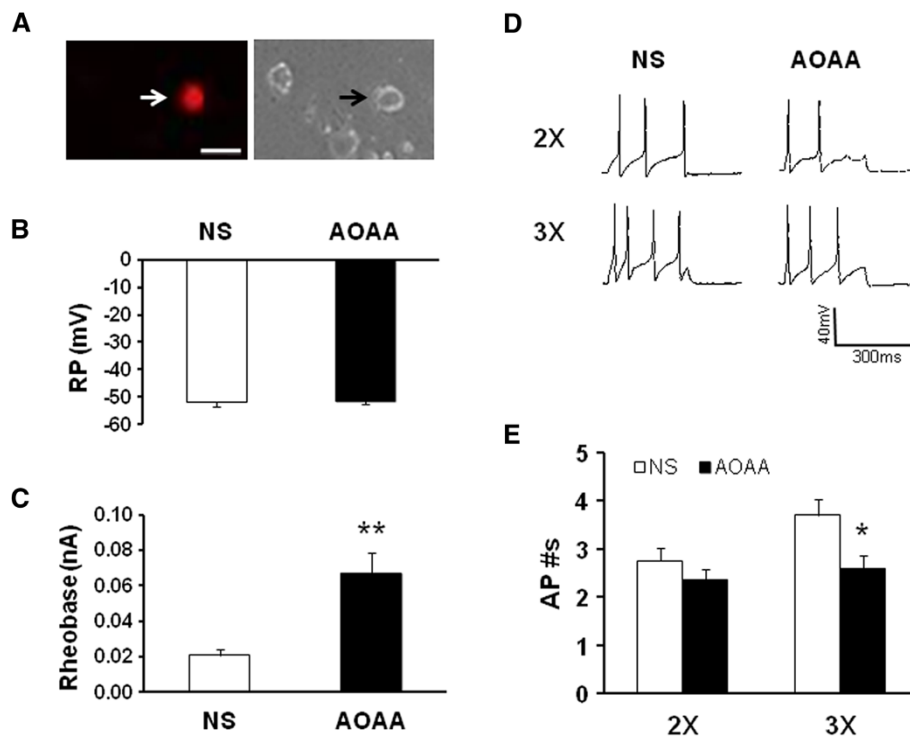 A
B
NS AOAA
RP (mV)
0
-10
-20
-30
-40
-50
-60
C
Rheobase (nA)
0.10
0.08
0.06
0.04
0.02
0.00
**
NS AOAA
D
NS AOAA
2X
3X
40mV
300ms
E
AP #s
5
4
3
2
1
0
NS AOAA
*
2X 3X